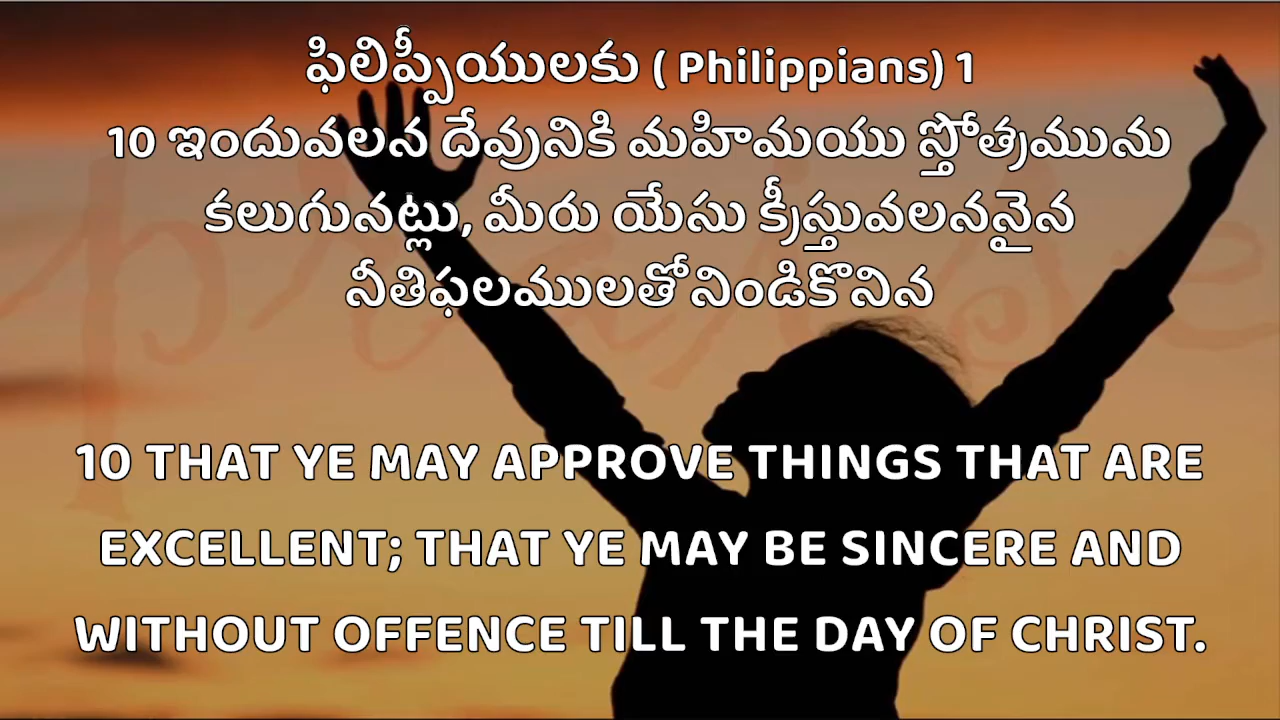 ఫిలిప్పీయులకు ( Philippians) 1
10 ఇందువలన దేవునికి మహిమయు స్తోత్రమును
కలుగునట్లు, మీరు యేసు క్రీస్తువలననైన
నీతిఫలములతో నిండికొనిన
10 THAT YE MAY APPROVE THINGS THAT ARE
EXCELLENT; THAT YE MAY BE SINCERE AND
WITHOUT OFFENCE TILL THE DAY OF CHRIST.
praise